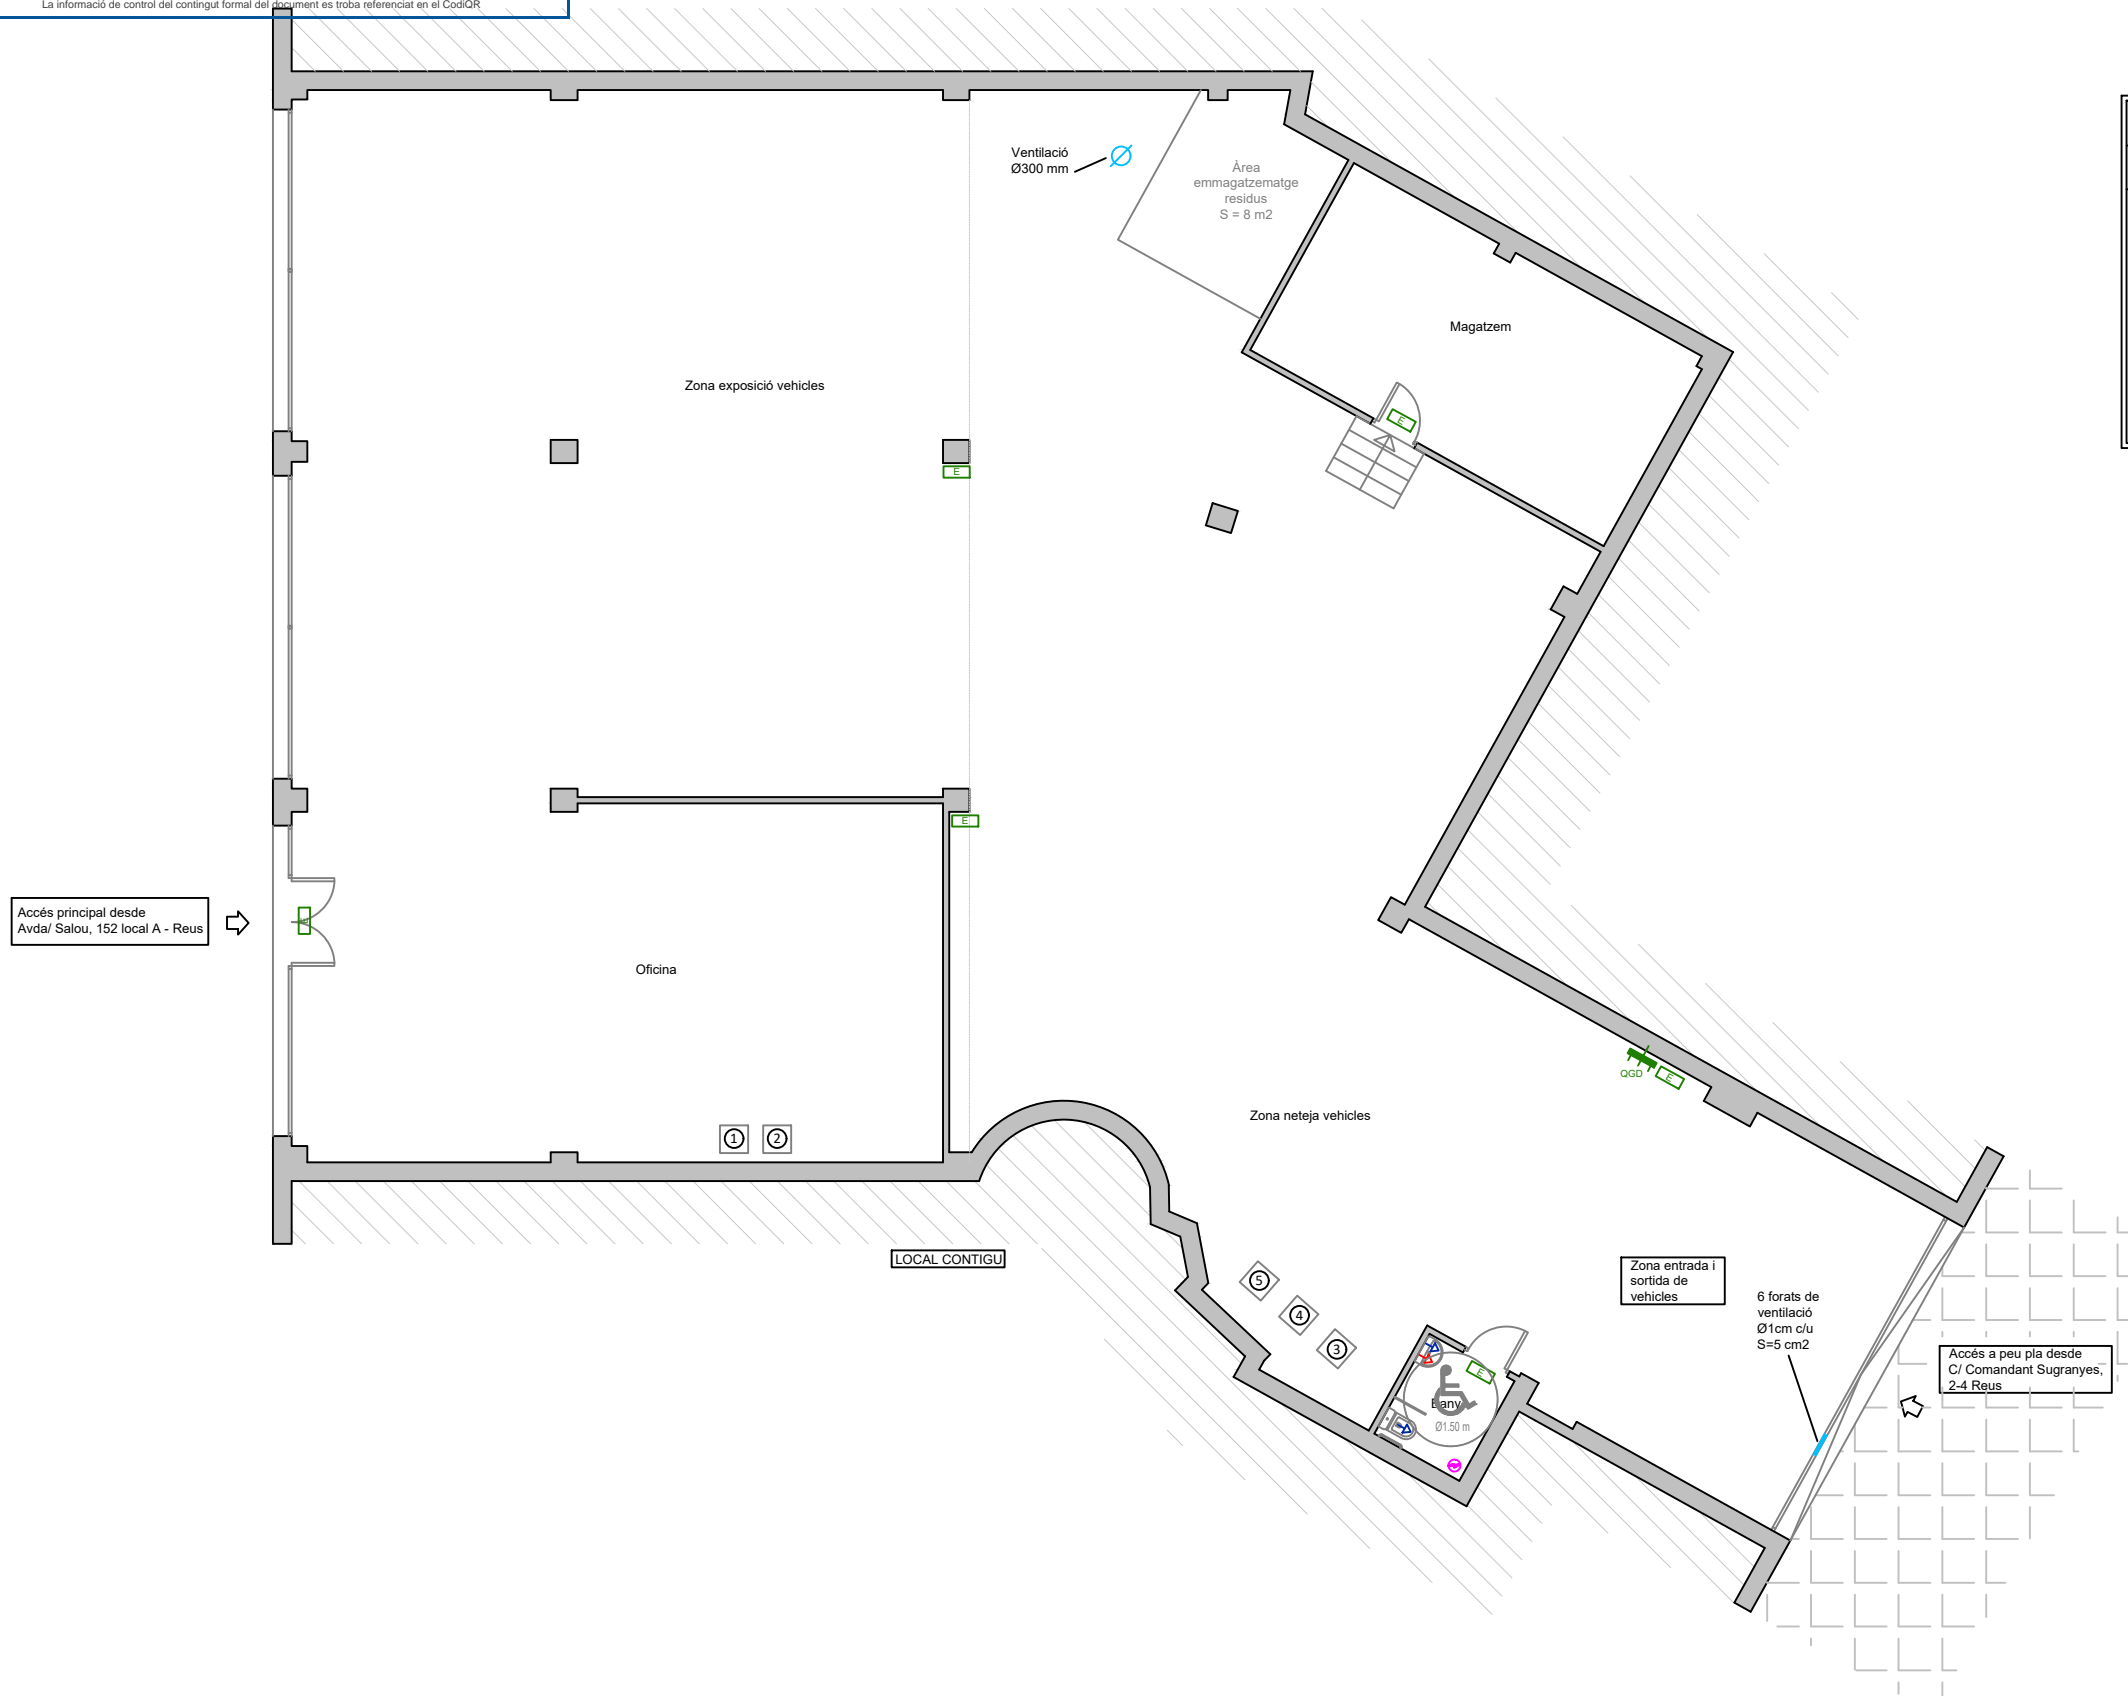 La informació de control del contingut formal del document es troba referenciat en el CodiQR
Ventilació
Ø300 mm
Àrea
emmagatzematge
residus
S = 8 m2
Magatzem
Zona exposició vehicles
E
E
E
Accés principal desde
Avda/ Salou, 152 local A - Reus
E
Oficina
QGD
E
Zona neteja vehicles
1
2
LOCAL CONTIGU
5
4
3
Zona entrada i
sortida de
vehicles
6 forats de
ventilació
Ø1cm c/u
S=5 cm2
Accés a peu pla desde
C/ Comandant Sugranyes,
2-4 Reus
E
Bany
Ø1.50 m